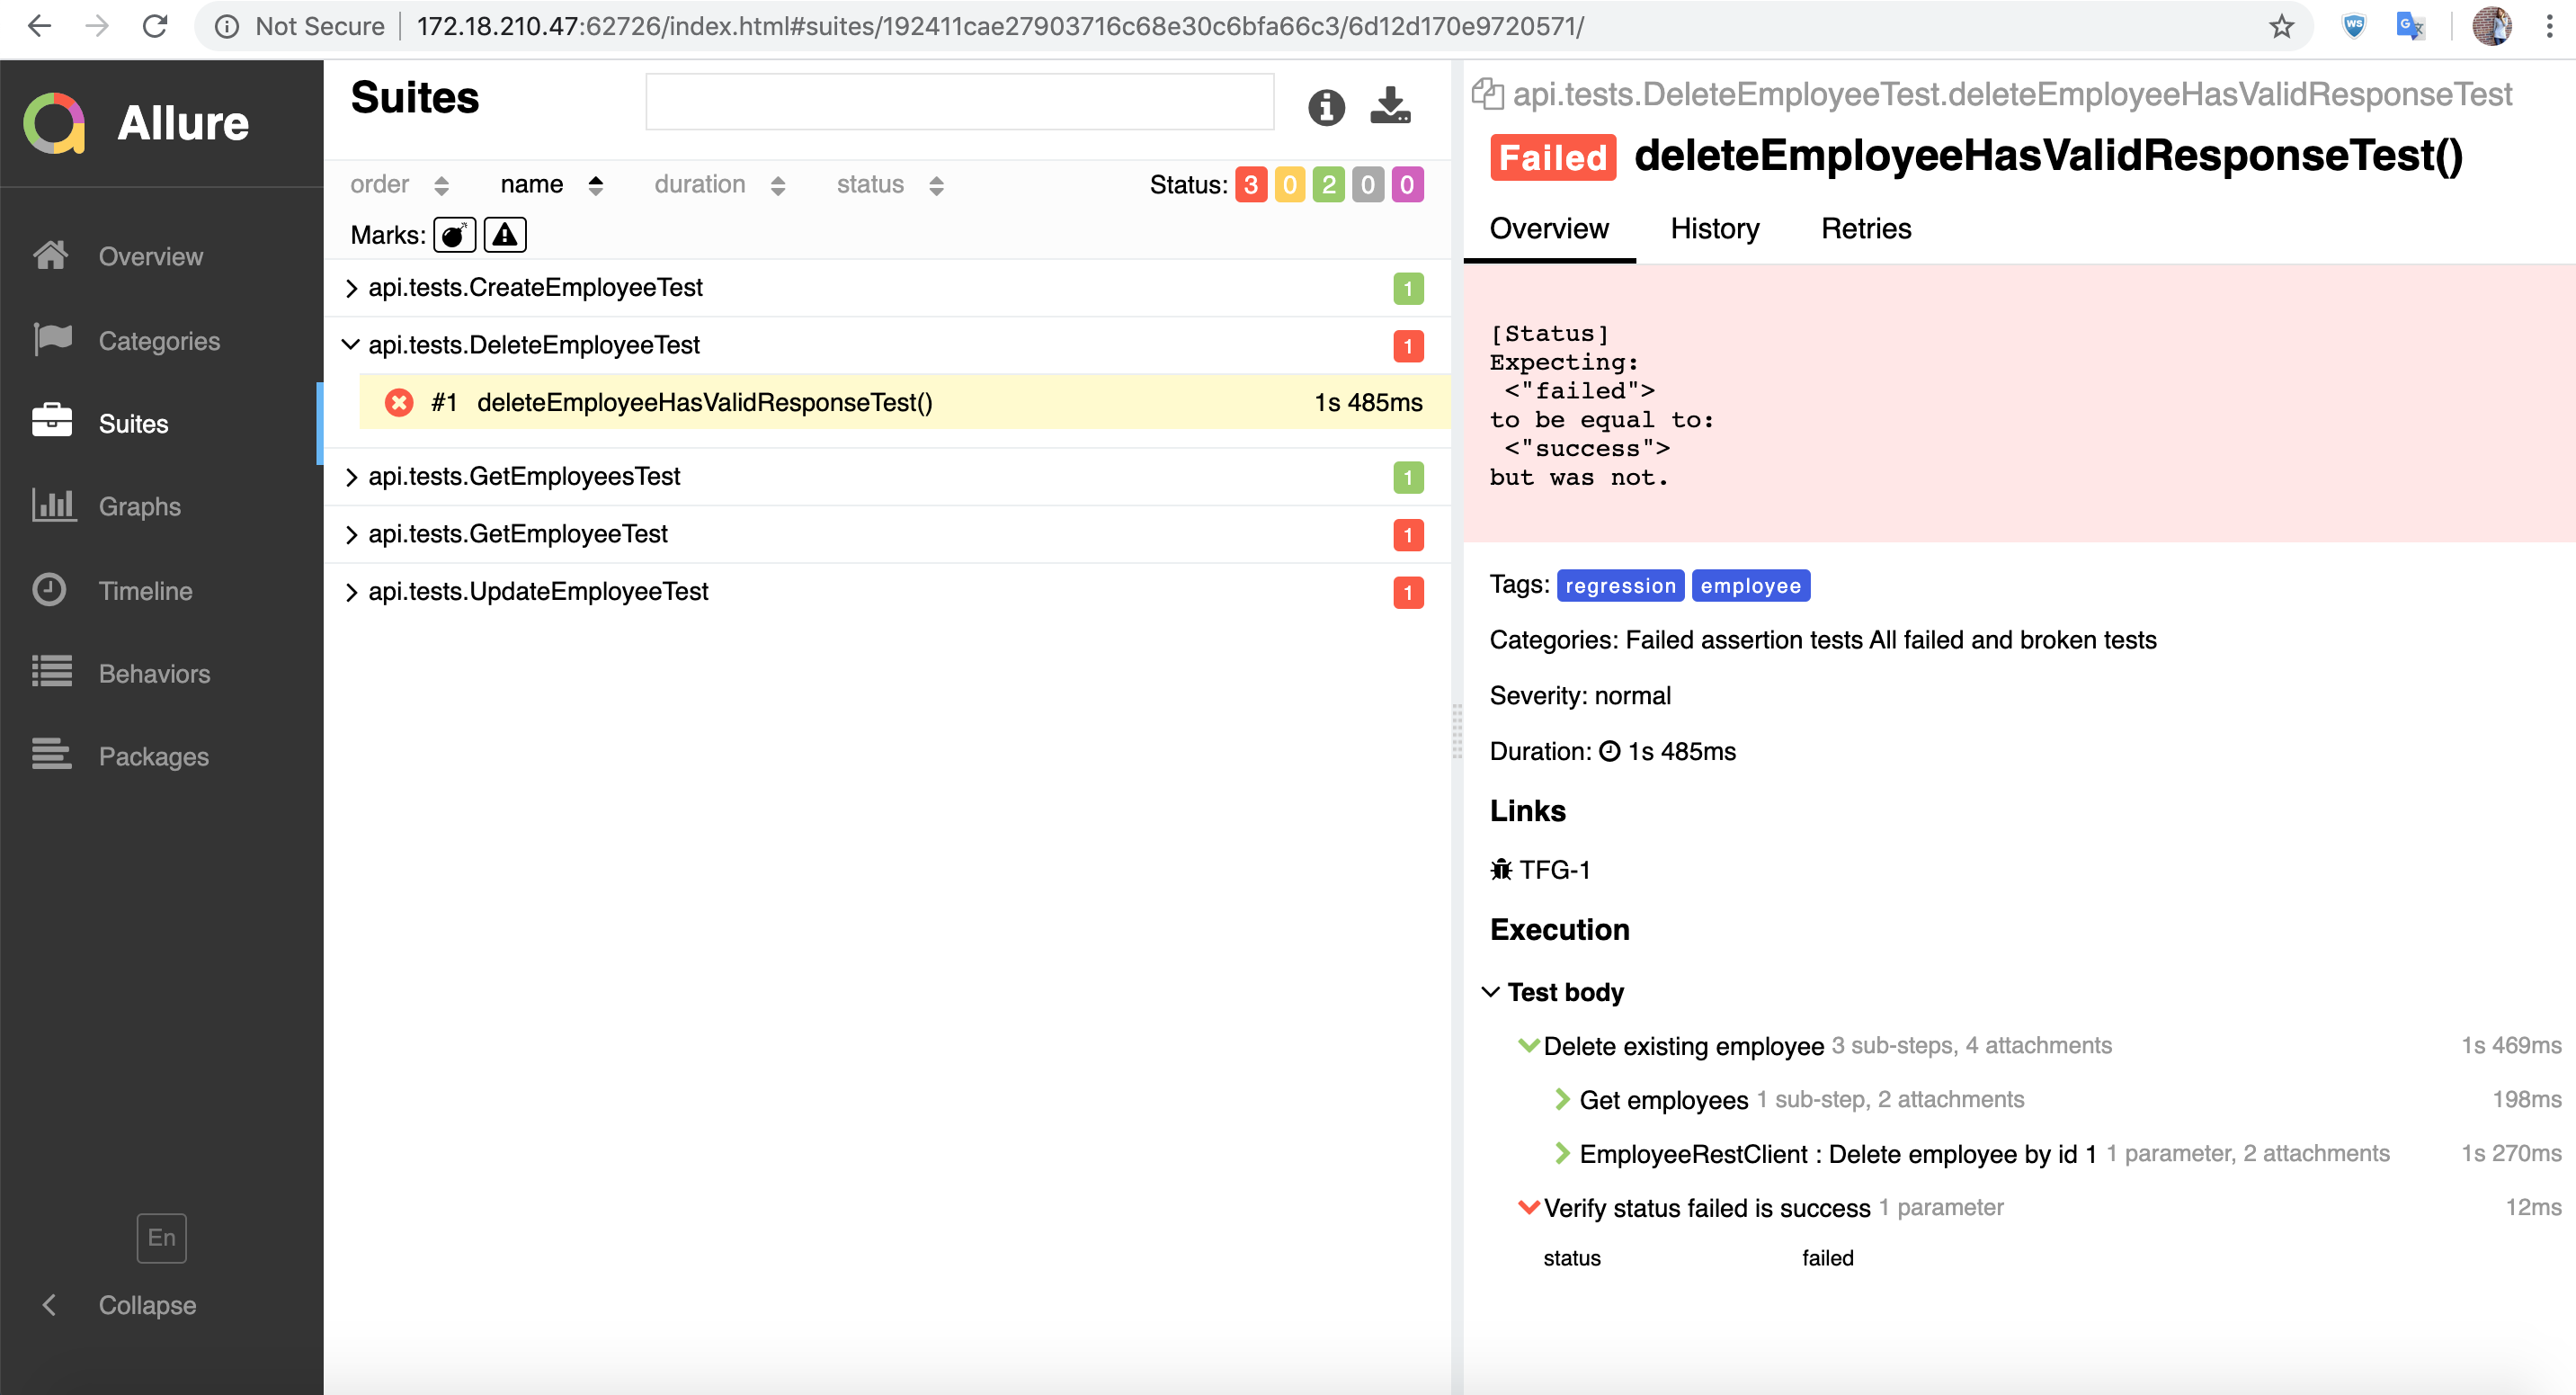 Not Secure | 172.18.210.47:62726/index.html#suites/192411cae27903716c68e30c6bfa66c3/6d12d170e9720571/
WS
G
Allure
Overview
Categories
Suites
Graphs
Timeline
Behaviors
Packages
En
Collapse
Suites
order name duration status Status: 3 0 2 0 0
Marks:
api.tests.CreateEmployeeTest 1
api.tests.DeleteEmployeeTest 1
#1 deleteEmployeeHasValidResponseTest() 1s 485ms
api.tests.GetEmployeesTest 1
api.tests.GetEmployeeTest 1
api.tests.UpdateEmployeeTest 1
api.tests.DeleteEmployeeTest.deleteEmployeeHasValidResponseTest
Failed deleteEmployeeHasValidResponseTest()
Overview History Retries
[Status]
Expecting:
<"failed">
to be equal to:
<"success">
but was not.
Tags: regression employee
Categories: Failed assertion tests All failed and broken tests
Severity: normal
Duration: 1s 485ms
Links
TFG-1
Execution
Test body
Delete existing employee 3 sub-steps, 4 attachments 1s 469ms
Get employees 1 sub-step, 2 attachments 198ms
EmployeeRestClient : Delete employee by id 1 1 parameter, 2 attachments 1s 270ms
Verify status failed is success 1 parameter 12ms
status failed